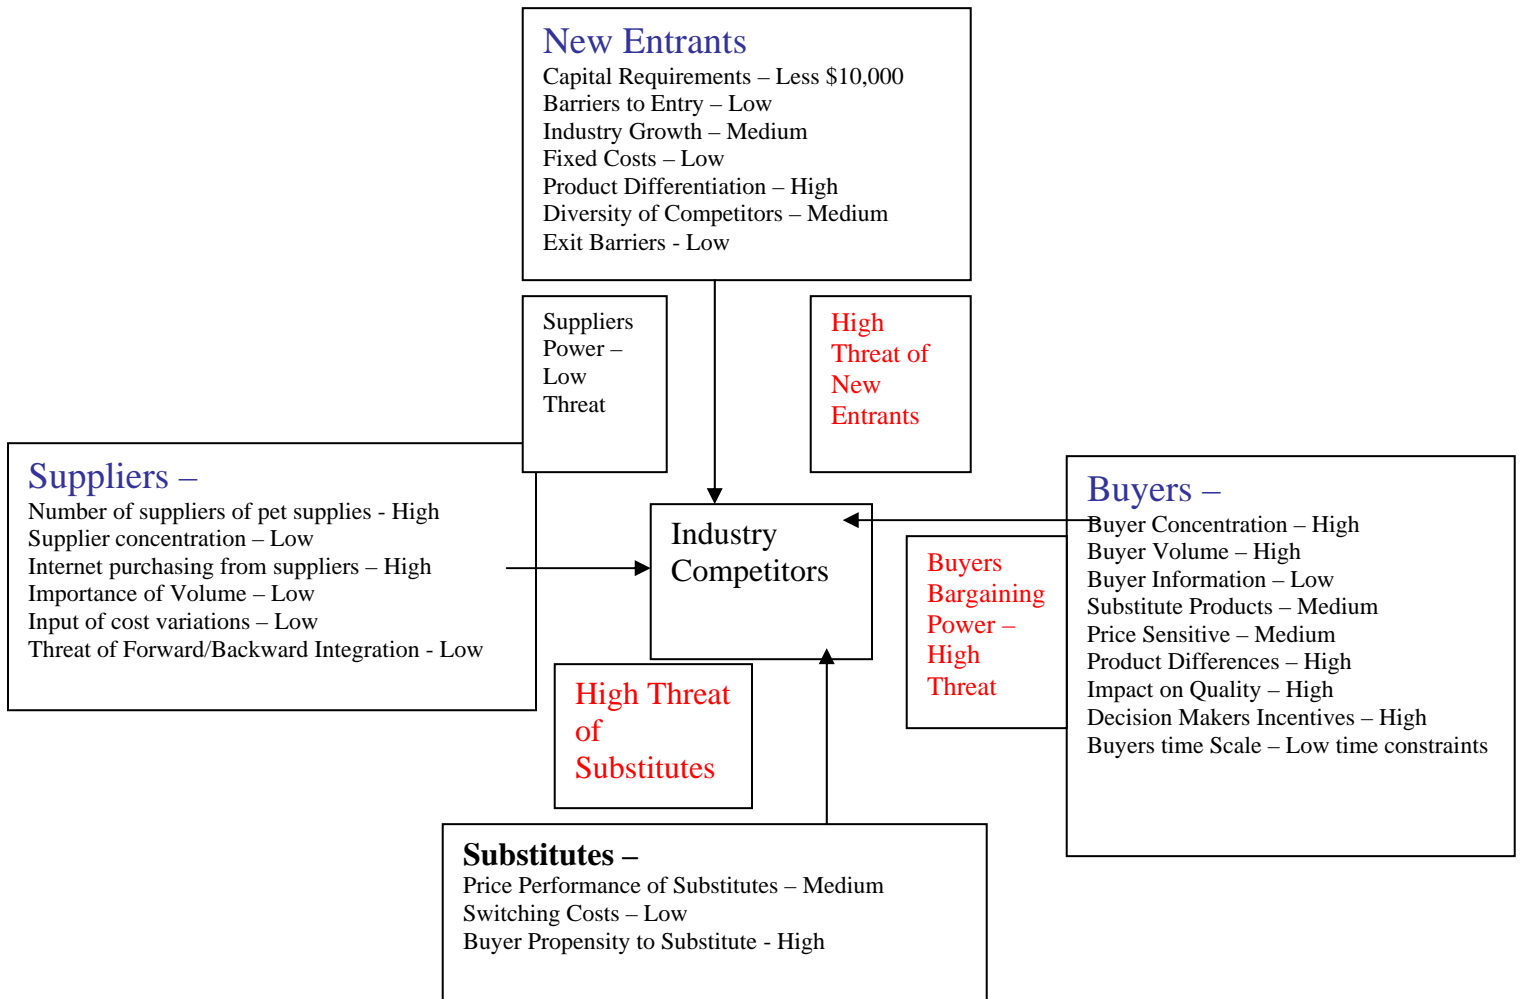 New Entrants
Capital Requirements – Less $10,000
Barriers to Entry – Low
Industry Growth – Medium
Fixed Costs – Low
Product Differentiation – High
Diversity of Competitors – Medium
Exit Barriers - Low
Suppliers
Power –
Low
Threat
High
Threat of
New
Entrants
Suppliers –
Number of suppliers of pet supplies - High
Supplier concentration – Low
Internet purchasing from suppliers – High
Importance of Volume – Low
Input of cost variations – Low
Threat of Forward/Backward Integration - Low
Industry
Competitors
Buyers
Bargaining
Power –
High
Threat
Buyers –
Buyer Concentration – High
Buyer Volume – High
Buyer Information – Low
Substitute Products – Medium
Price Sensitive – Medium
Product Differences – High
Impact on Quality – High
Decision Makers Incentives – High
Buyers time Scale – Low time constraints
High Threat
of
Substitutes
Substitutes –
Price Performance of Substitutes – Medium
Switching Costs – Low
Buyer Propensity to Substitute - High